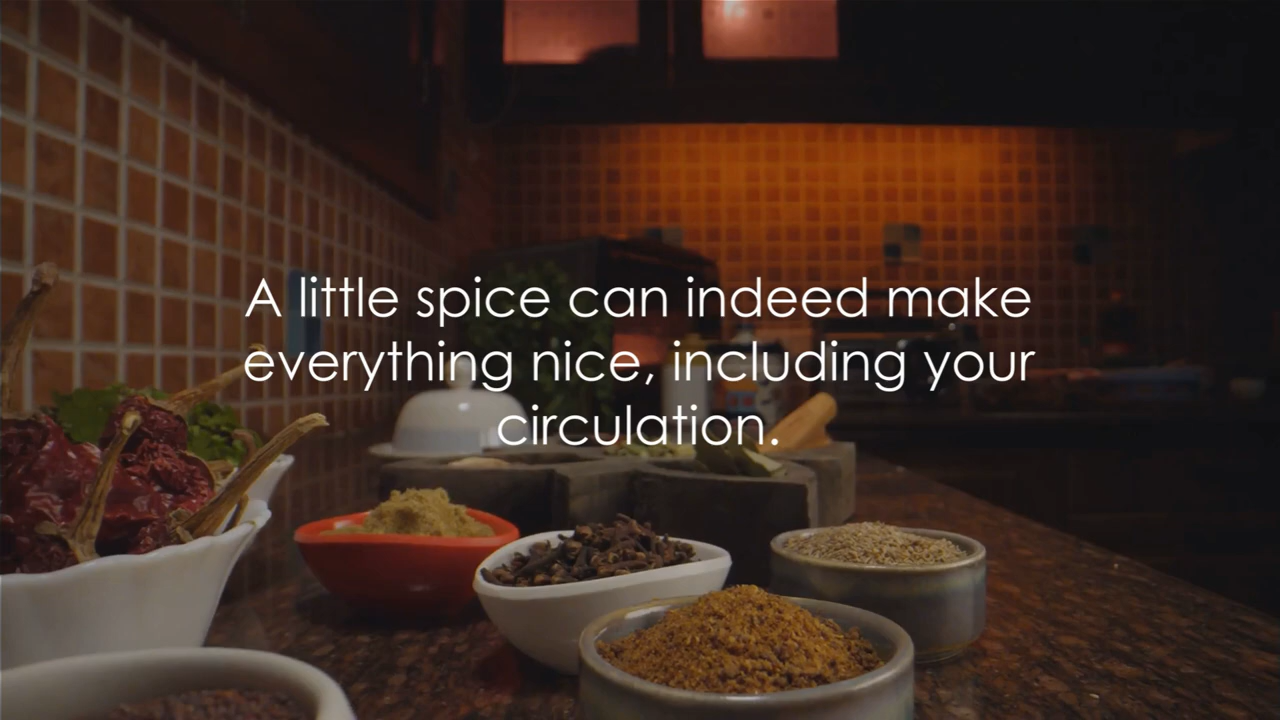 A little spice can indeed make
everything nice, including your
circulation.